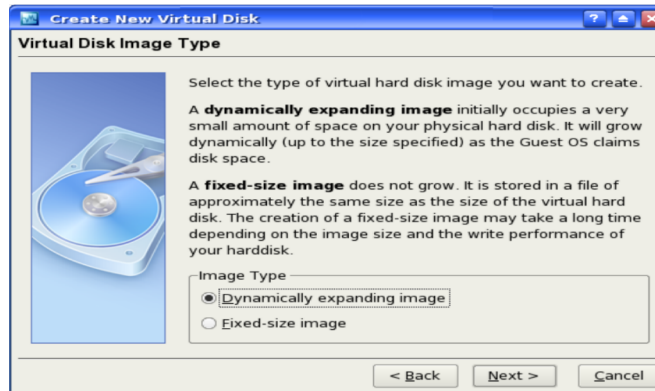 Create New Virtual Disk
Virtual Disk Image Type
Select the type of virtual hard disk image you want to create.
A dynamically expanding image initially occupies a very
small amount of space on your physical hard disk. It will grow
dynamically (up to the size specified) as the Guest OS claims
disk space.
A fixed-size image does not grow. It is stored in a file of
approximately the same size as the size of the virtual hard
disk. The creation of a fixed-size image may take a long time
depending on the image size and the write performance of
your harddisk.
Image Type
Dynamically expanding image
Fixed-size image
< Back
Next >
Cancel